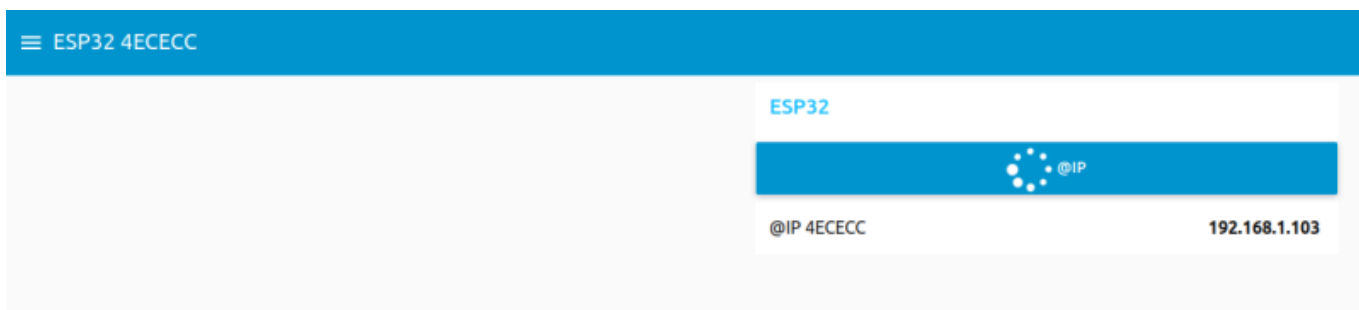 ESP32 4ECECC
ESP32
@IP
@IP 4ECECC 192.168.1.103